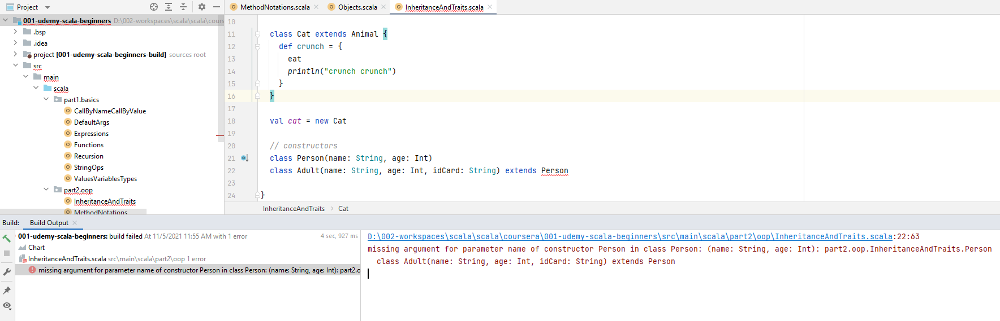 Project
MethodNotations.scala
Objects.scala
InheritanceAndTraits.scala
001-udemy-scala-beginners D:\002-workspaces\scala\scala\cours
.bsp
.idea
project [001-udemy-scala-beginners-build] sources root
src
main
scala
part1.basics
CallByNameCallByValue
DefaultArgs
Expressions
Functions
Recursion
StringOps
ValuesVariablesTypes
part2.oop
InheritanceAndTraits
MethodNotations
10
11 class Cat extends Animal {
12 def crunch = {
13 eat
14 println("crunch crunch")
15 }
16 }
17
18 val cat = new Cat
19
20 // constructors
21 class Person(name: String, age: Int)
22 class Adult(name: String, age: Int, idCard: String) extends Person
23
24 }
InheritanceAndTraits › Cat
Build: Build Output
001-udemy-scala-beginners: build failed At 11/5/2021 11:55 AM with 1 error 4 sec, 927 ms
Chart
InheritanceAndTraits.scala src\main\scala\part2\oop 1 error
missing argument for parameter name of constructor Person in class Person: (name: String, age: Int): part2.o
D:\002-workspaces\scala\scala\coursera\001-udemy-scala-beginners\src\main\scala\part2\oop\InheritanceAndTraits.scala:22:63
missing argument for parameter name of constructor Person in class Person: (name: String, age: Int): part2.oop.InheritanceAndTraits.Person
class Adult(name: String, age: Int, idCard: String) extends Person